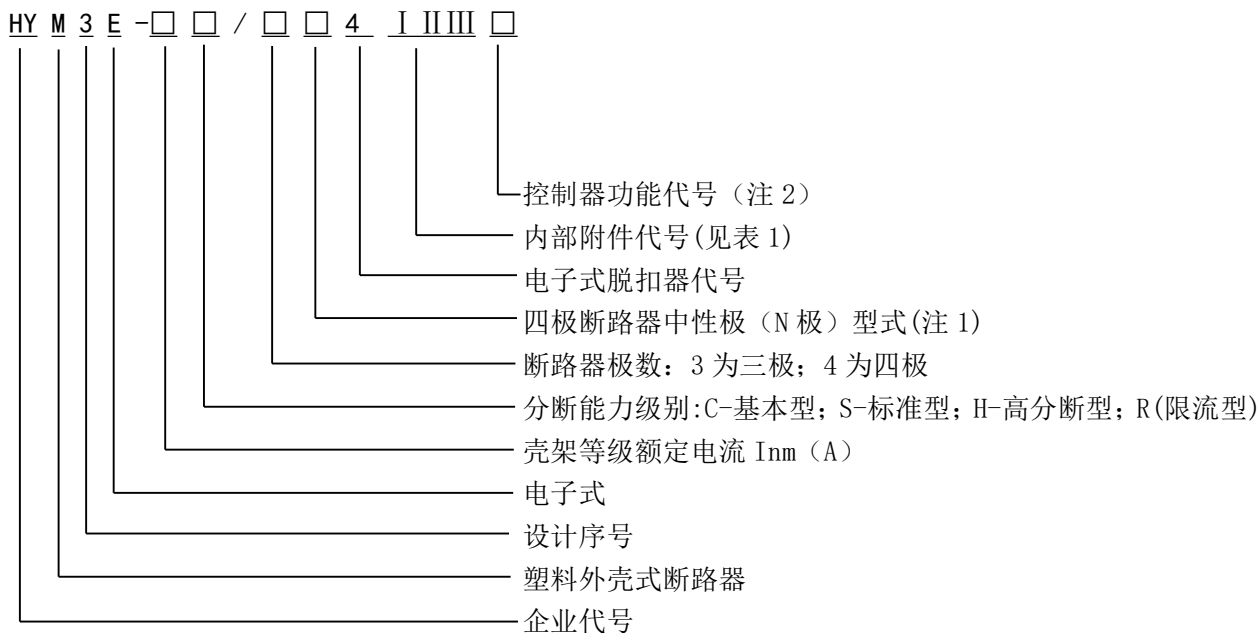 HY M 3 E -□ □ / □ □ 4 Ⅰ Ⅱ Ⅲ □
控制器功能代号（注 2）
内部附件代号(见表 1)
电子式脱扣器代号
四极断路器中性极（N 极）型式(注 1)
断路器极数：3 为三极；4 为四极
分断能力级别:C-基本型；S-标准型；H-高分断型；R(限流型)
壳架等级额定电流 Inm（A）
电子式
设计序号
塑料外壳式断路器
企业代号